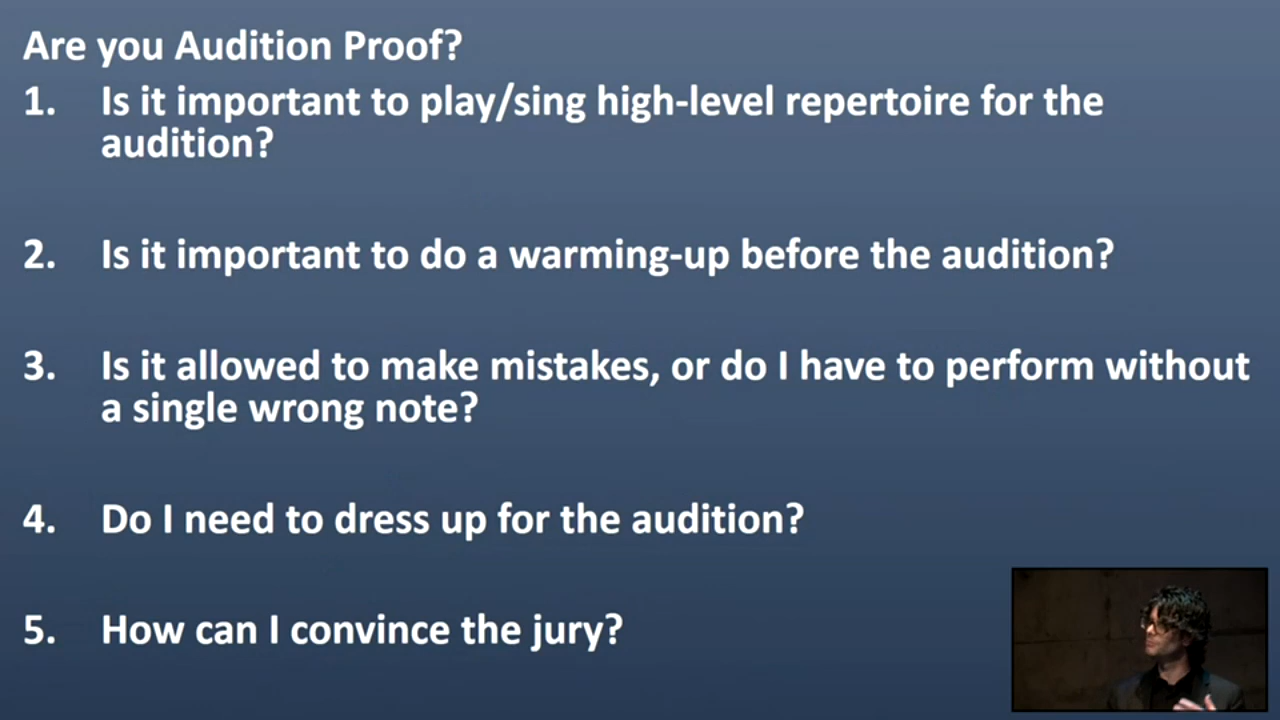 Are you Audition Proof?
1. Is it important to play/sing high-level repertoire for the
audition?
2. Is it important to do a warming-up before the audition?
3. Is it allowed to make mistakes, or do I have to perform without
a single wrong note?
4. Do I need to dress up for the audition?
5. How can I convince the jury?